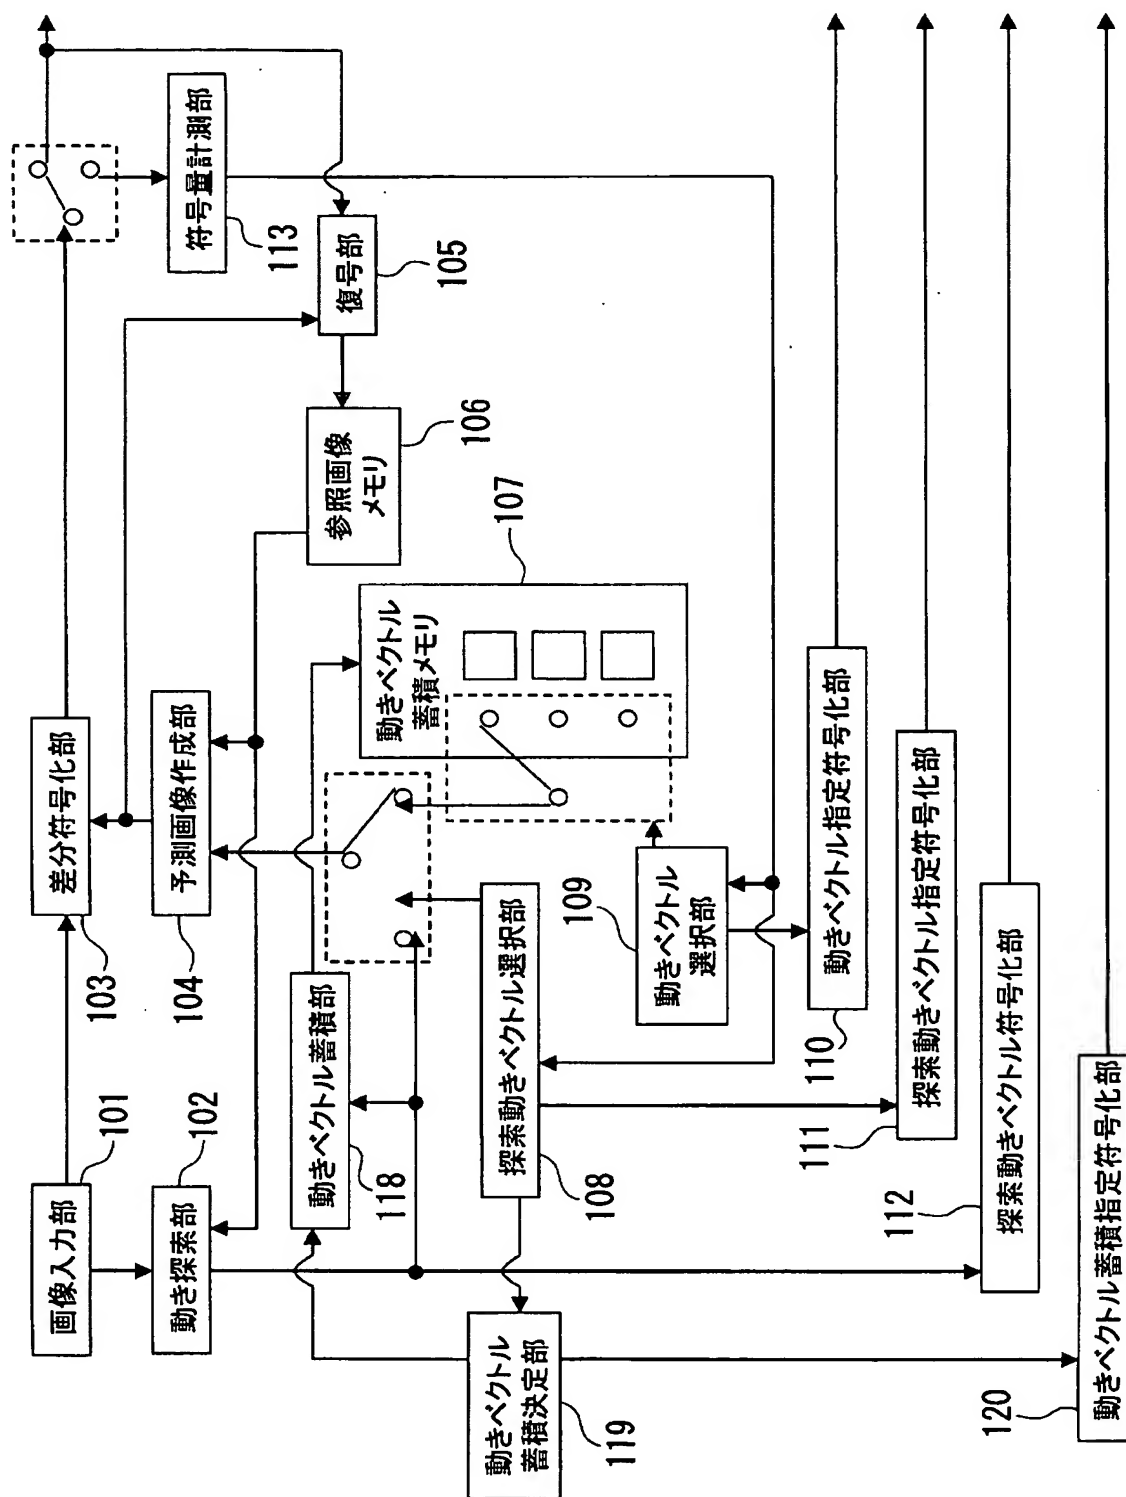 画像入力部
101
動き探索部
102
差分符号化部
103
予測画像作成部
104
符号量計測部
113
復号部
105
参照画像
メモリ
106
動きベクトル
蓄積メモリ
107
動きベクトル蓄積部
118
探索動きベクトル選択部
108
動きベクトル
選択部
109
動きベクトル
蓄積決定部
119
動きベクトル指定符号化部
110
探索動きベクトル指定符号化部
111
探索動きベクトル符号化部
112
動きベクトル蓄積指定符号化部
120